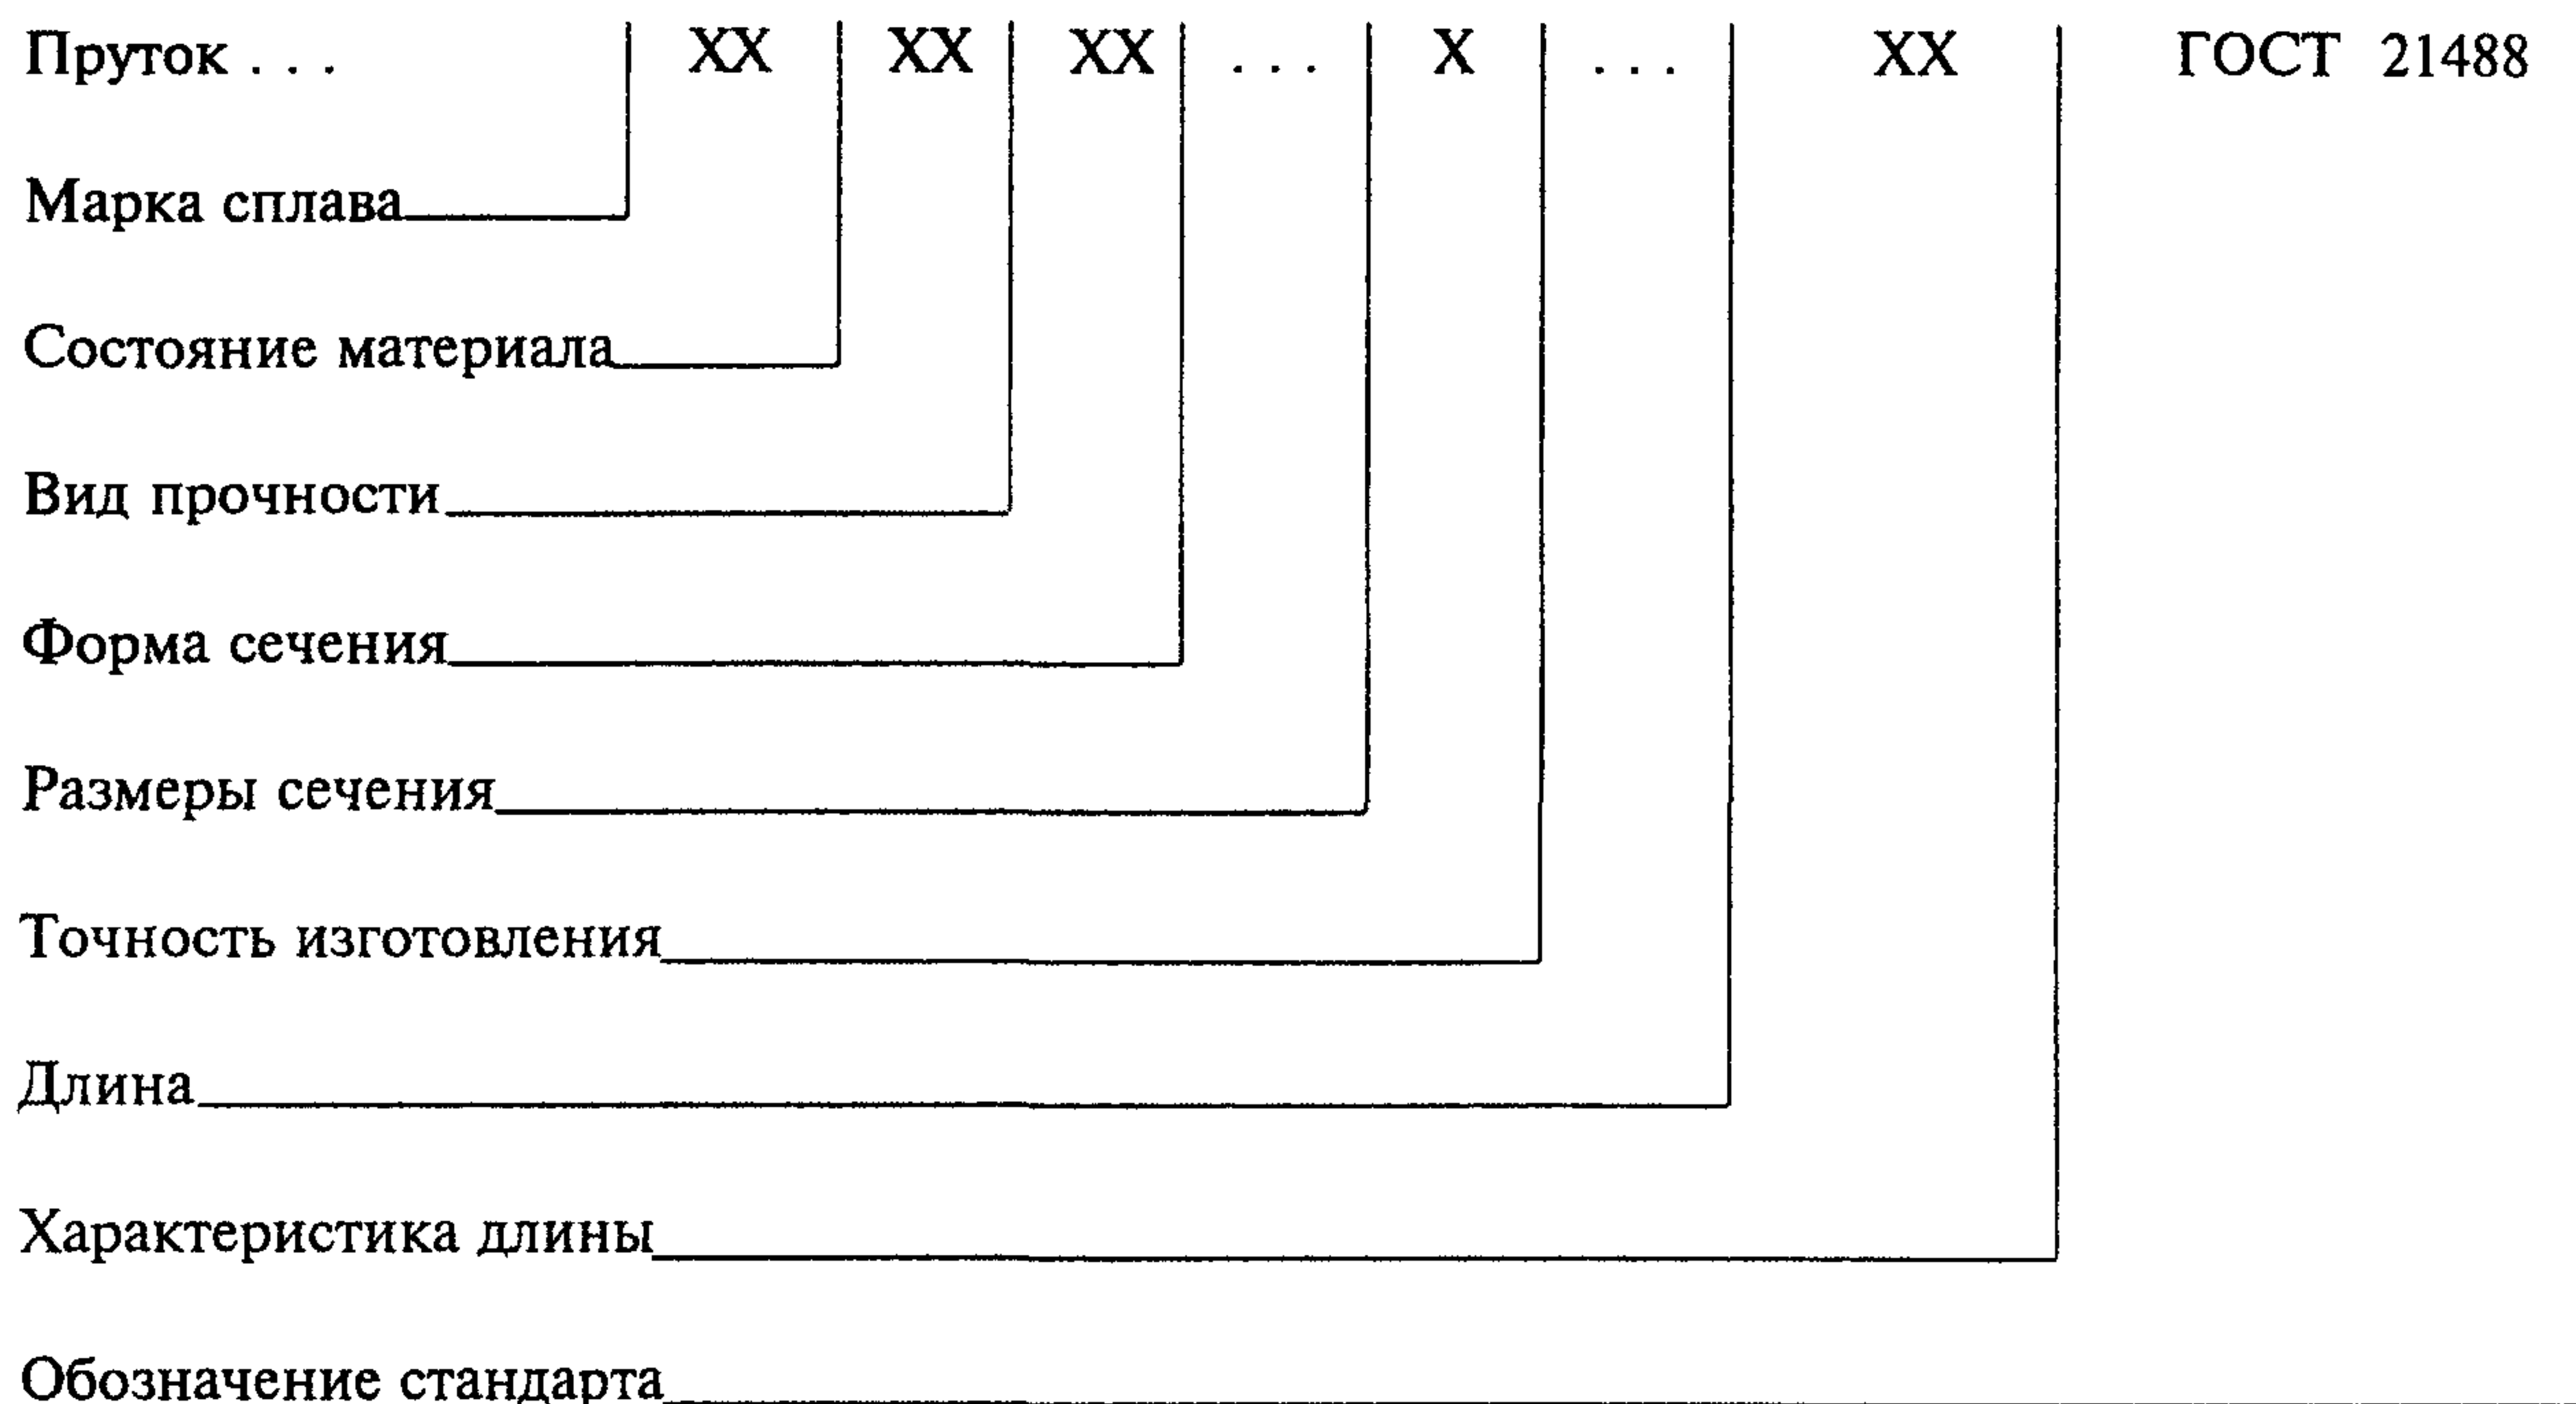 Пруток . . . XX XX XX . . . X . . . XX ГОСТ 21488
Марка сплава
Состояние материала
Вид прочности
Форма сечения
Размеры сечения
Точность изготовления
Длина
Характеристика длины
Обозначение стандарта